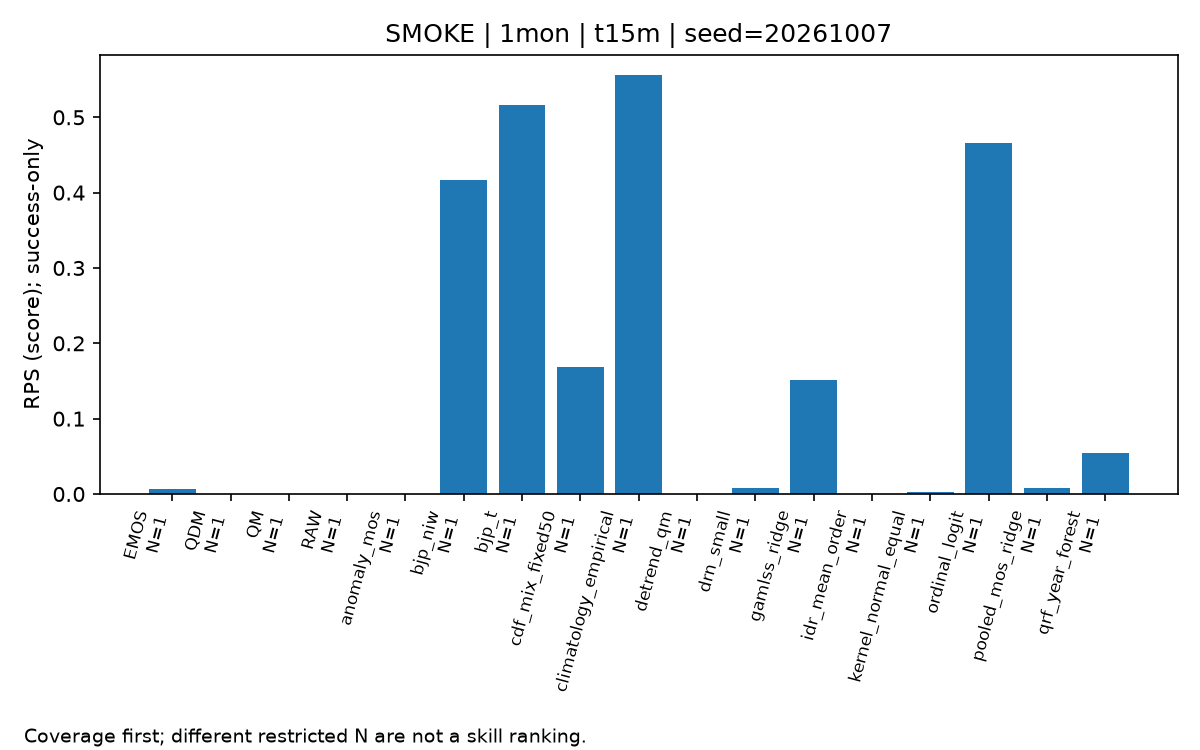 SMOKE | 1mon | t15m | seed=20261007
RPS (score); success-only
0.5
0.4
0.3
0.2
0.1
0.0
EMOS
N=1
QDM
N=1
QM
N=1
RAW
N=1
anomaly_mos
N=1
bjp_niw
N=1
bjp_t
N=1
cdf_mix_fixed50
N=1
climatology_empirical
N=1
detrend_qm
N=1
drn_small
N=1
gamlss_ridge
N=1
idr_mean_order
N=1
kernel_normal_equal
N=1
ordinal_logit
N=1
pooled_mos_ridge
N=1
qrf_year_forest
N=1
Coverage first; different restricted N are not a skill ranking.